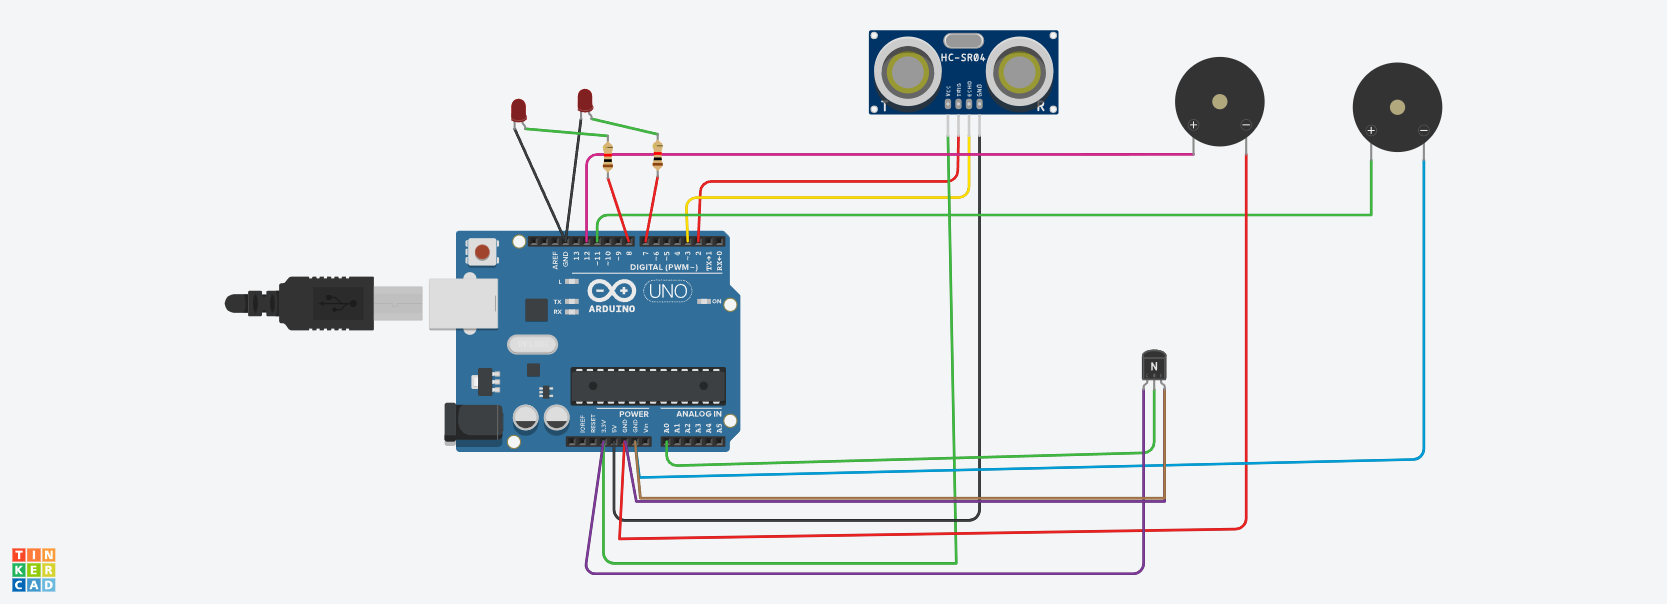 HC-SR04
T
R
VCC
TRIG
ECHO
GND
+
−
+
−
AREF
GND
13
12
~11
~10
~9
8
7
~6
~5
4
~3
2
TX→1
RX←0
DIGITAL (PWM~)
L
TX
RX
UNO
ON
ARDUINO
N
POWER
ANALOG IN
IOREF
RESET
3.3V
5V
GND
GND
Vin
A0
A1
A2
A3
A4
A5
TIN
KER
CAD